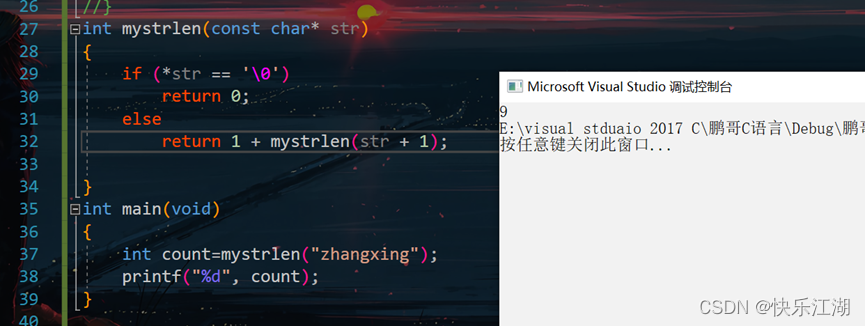 26 //}
27 int mystrlen(const char* str)
28 {
29 if (*str == '\0')
30 return 0;
31 else
32 return 1 + mystrlen(str + 1);
33
34 }
35 int main(void)
36 {
37 int count=mystrlen("zhangxing");
38 printf("%d", count);
39 }
40
Microsoft Visual Studio 调试控制台
9
E:\visual stduaio 2017 C\鹏哥C语言\Debug\鹏哥
按任意键关闭此窗口...
CSDN @快乐江湖